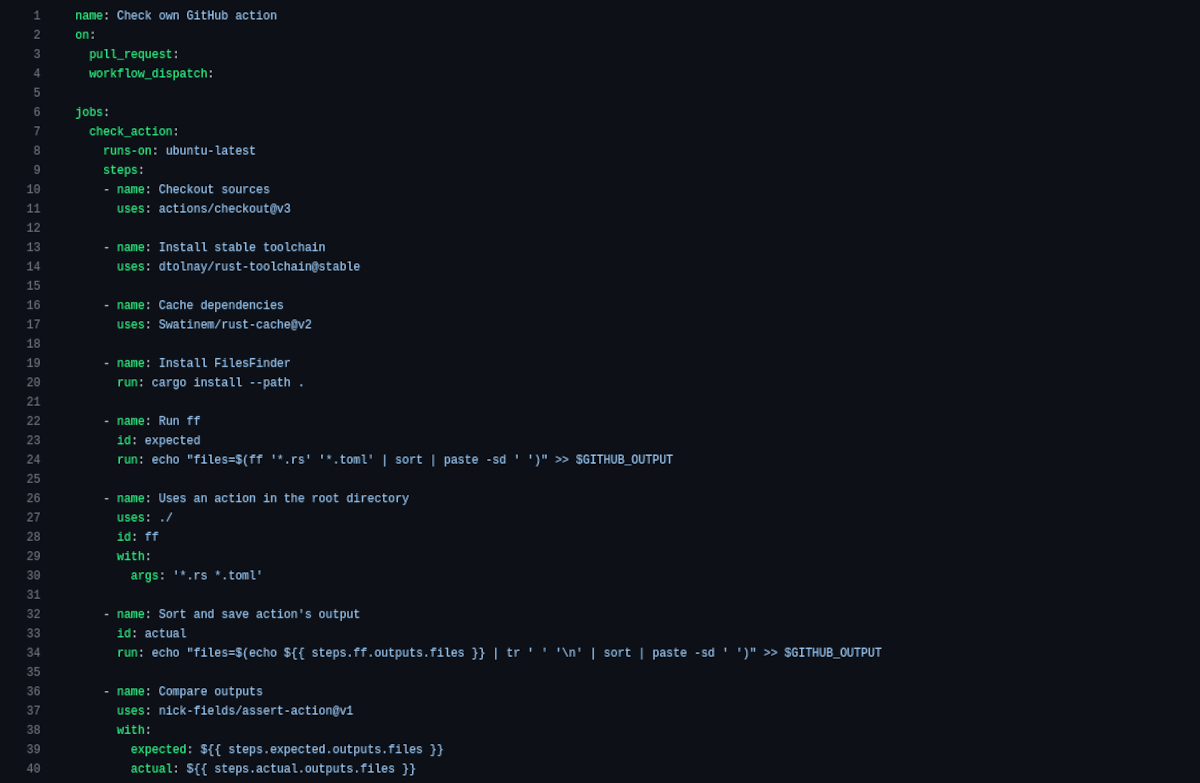 1 name: Check own GitHub action
2 on:
3   pull_request:
4   workflow_dispatch:
5
6 jobs:
7   check_action:
8     runs-on: ubuntu-latest
9     steps:
10     - name: Checkout sources
11       uses: actions/checkout@v3
12
13     - name: Install stable toolchain
14       uses: dtolnay/rust-toolchain@stable
15
16     - name: Cache dependencies
17       uses: Swatinem/rust-cache@v2
18
19     - name: Install FilesFinder
20       run: cargo install --path .
21
22     - name: Run ff
23       id: expected
24       run: echo "files=$(ff '*.rs' '*.toml' | sort | paste -sd ' ')" >> $GITHUB_OUTPUT
25
26     - name: Uses an action in the root directory
27       uses: ./
28       id: ff
29       with:
30         args: '*.rs *.toml'
31
32     - name: Sort and save action's output
33       id: actual
34       run: echo "files=$(echo ${{ steps.ff.outputs.files }} | tr ' ' '\n' | sort | paste -sd ' ')" >> $GITHUB_OUTPUT
35
36     - name: Compare outputs
37       uses: nick-fields/assert-action@v1
38       with:
39         expected: ${{ steps.expected.outputs.files }}
40         actual: ${{ steps.actual.outputs.files }}